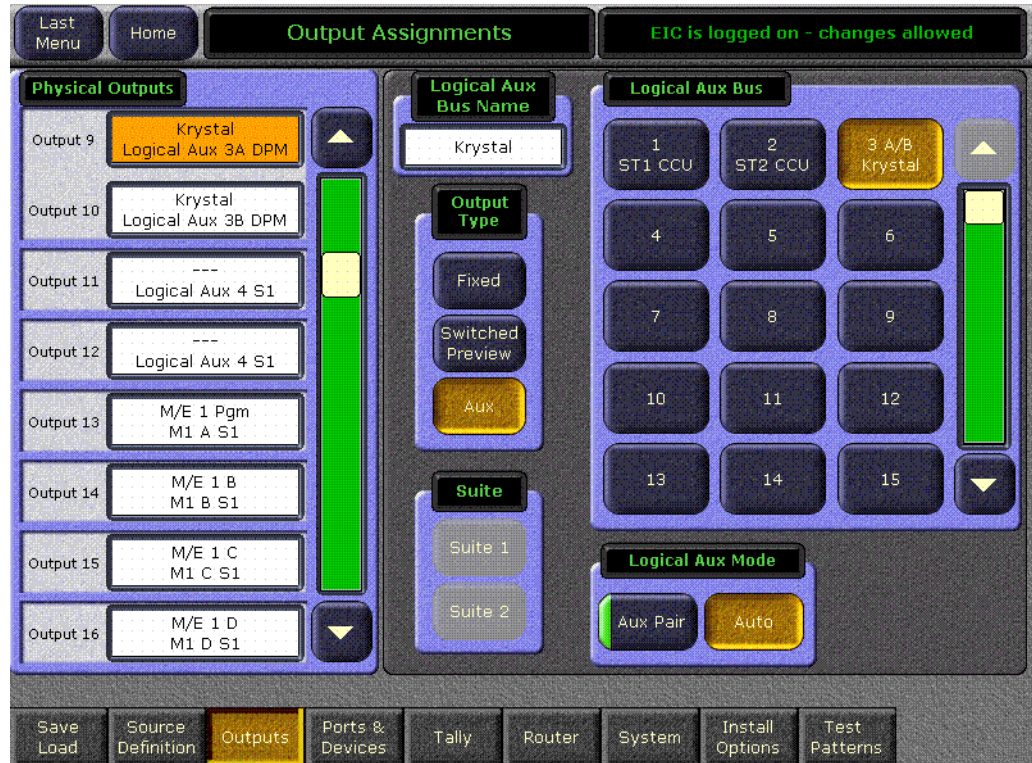 Last
Menu
Home
Output Assignments
EIC is logged on - changes allowed
Physical Outputs
Output 9
Krystal
Logical Aux 3A DPM
Output 10
Krystal
Logical Aux 3B DPM
Output 11
---
Logical Aux 4 S1
Output 12
---
Logical Aux 4 S1
Output 13
M/E 1 Pgm
M1 A S1
Output 14
M/E 1 B
M1 B S1
Output 15
M/E 1 C
M1 C S1
Output 16
M/E 1 D
M1 D S1
Logical Aux
Bus Name
Krystal
Output
Type
Fixed
Switched
Preview
Aux
Suite
Suite 1
Suite 2
Logical Aux Bus
1
ST1 CCU
2
ST2 CCU
3 A/B
Krystal
4
5
6
7
8
9
10
11
12
13
14
15
Logical Aux Mode
Aux Pair
Auto
Save
Load
Source
Definition
Outputs
Ports &
Devices
Tally
Router
System
Install
Options
Test
Patterns